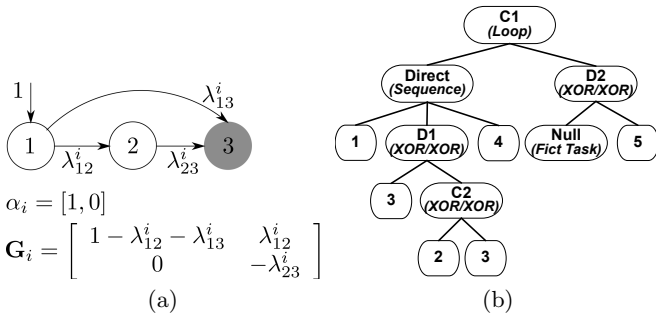 1
λ^i_13
1 2 3
λ^i_12 λ^i_23
α_i = [1, 0]
G_i = [ 1 − λ^i_12 − λ^i_13 λ^i_12
0 −λ^i_23 ]
(a)
C1
(Loop)
Direct
(Sequence)
D2
(XOR/XOR)
1
D1
(XOR/XOR)
4
Null
(Fict Task)
5
3
C2
(XOR/XOR)
2 3
(b)